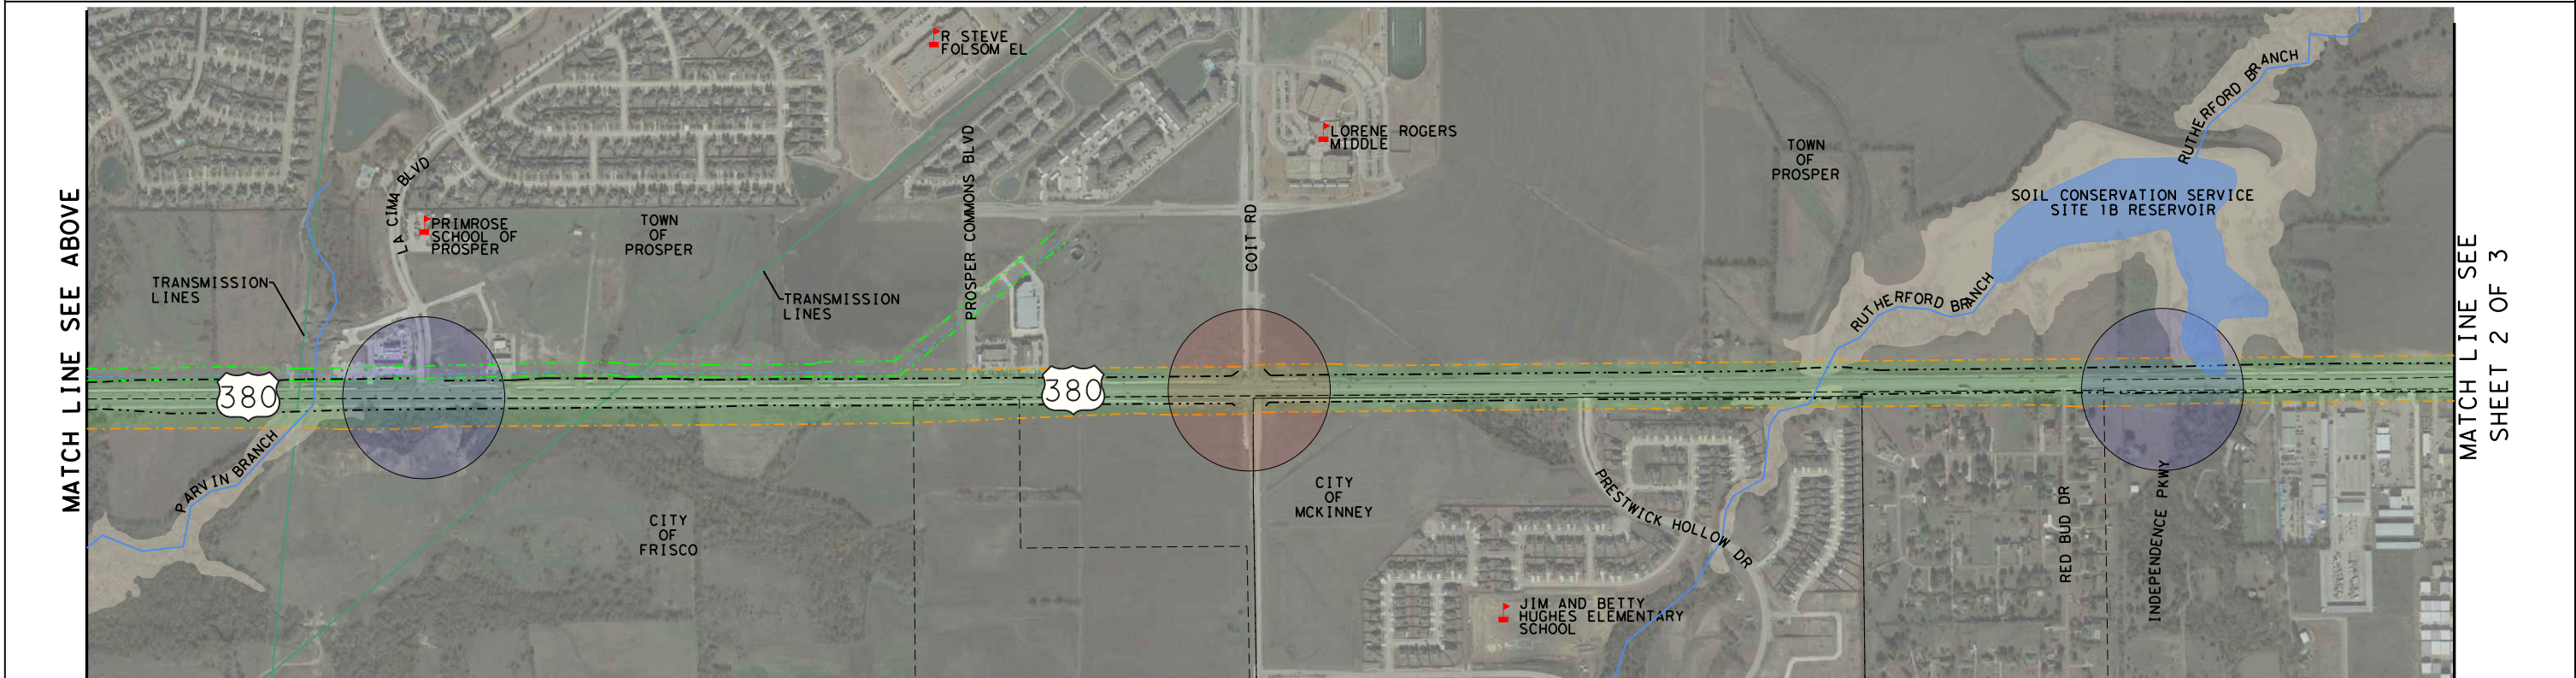 MATCH LINE SEE ABOVE
R STEVE
FOLSOM EL
LORENE ROGERS
MIDDLE
LA CIMA BLVD
PRIMROSE
SCHOOL OF
PROSPER
TOWN
OF
PROSPER
PROSPER COMMONS BLVD
COIT RD
TOWN
OF
PROSPER
RUTHERFORD BRANCH
SOIL CONSERVATION SERVICE
SITE 1B RESERVOIR
RUTHERFORD BRANCH
TRANSMISSION
LINES
TRANSMISSION
LINES
380
380
PARVIN BRANCH
CITY
OF
FRISCO
CITY
OF
MCKINNEY
PRESTWICK HOLLOW DR
JIM AND BETTY
HUGHES ELEMENTARY
SCHOOL
RED BUD DR
INDEPENDENCE PKWY
MATCH LINE SEE
SHEET 2 OF 3